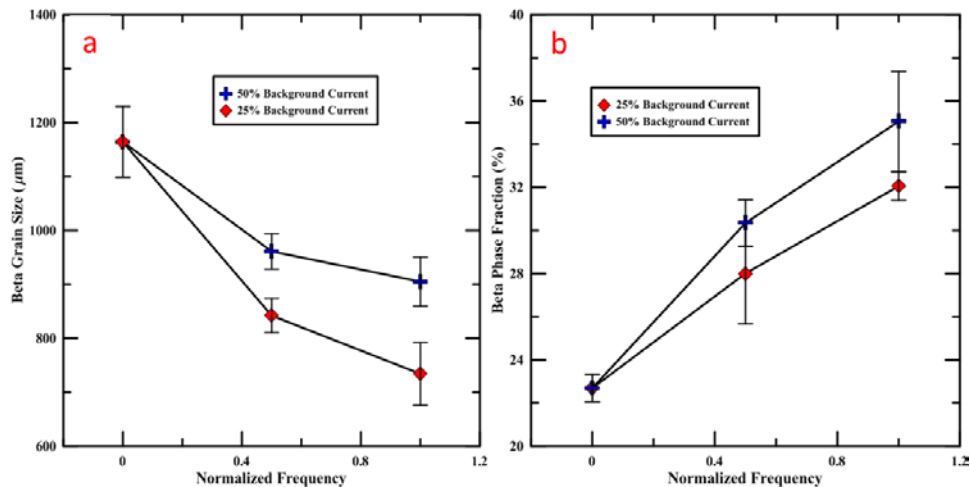 a
50% Background Current
25% Background Current
Beta Grain Size (μm)
1400
1200
1000
800
600
0
0.4
0.8
1.2
Normalized Frequency
b
25% Background Current
50% Background Current
Beta Phase Fraction (%)
40
36
32
28
24
20
0
0.4
0.8
1.2
Normalized Frequency